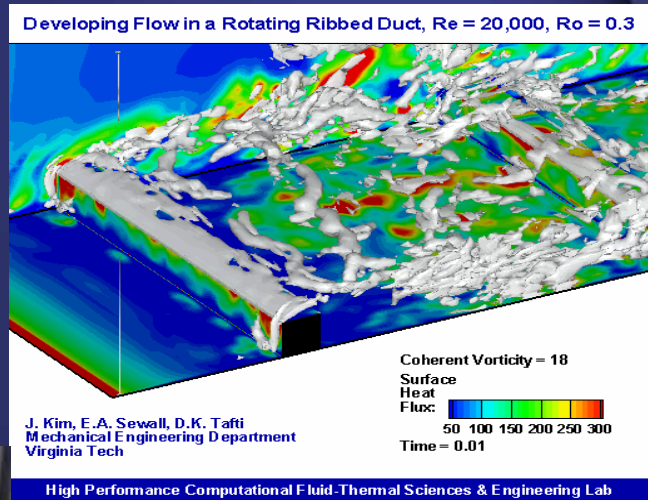 Developing Flow in a Rotating Ribbed Duct, Re = 20,000, Ro = 0.3
Coherent Vorticity = 18
Surface
Heat
Flux:
50 100 150 200 250 300
Time = 0.01
J. Kim, E.A. Sewall, D.K. Tafti
Mechanical Engineering Department
Virginia Tech
High Performance Computational Fluid-Thermal Sciences & Engineering Lab